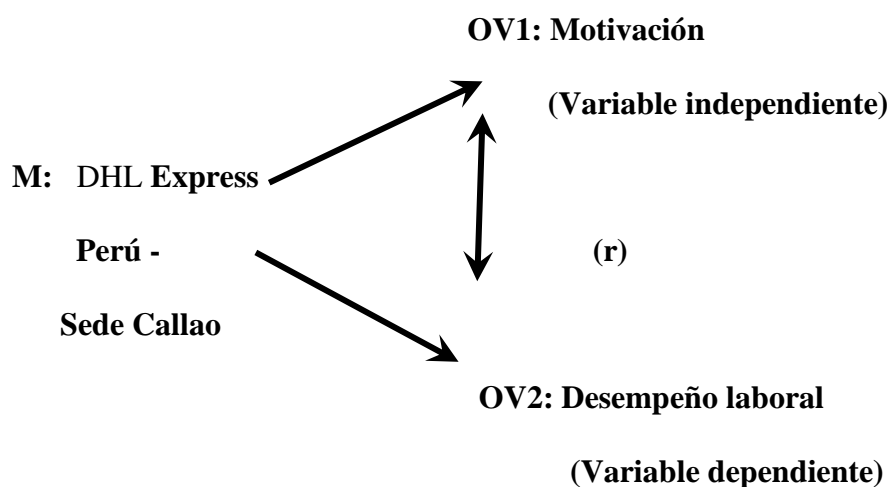 OV1: Motivación
(Variable independiente)
M: DHL Express
Perú -
(r)
Sede Callao
OV2: Desempeño laboral
(Variable dependiente)